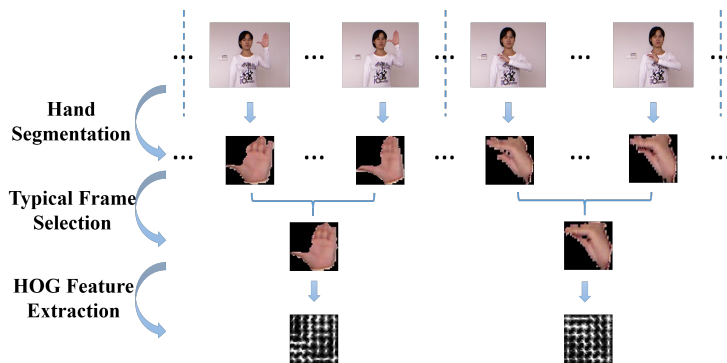 Hand
Segmentation
Typical Frame
Selection
HOG Feature
Extraction